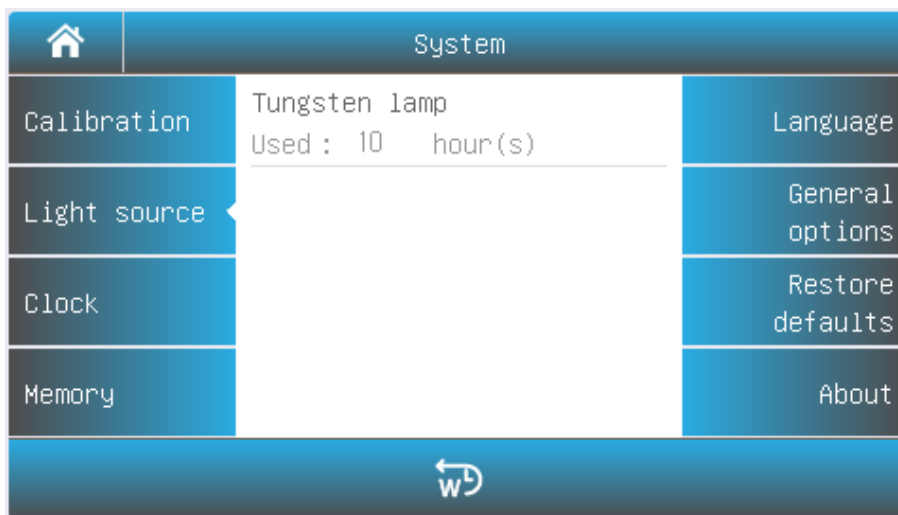 System
Calibration
Light source
Clock
Memory
Tungsten lamp
Used : 10 hour(s)
Language
General
options
Restore
defaults
About
W